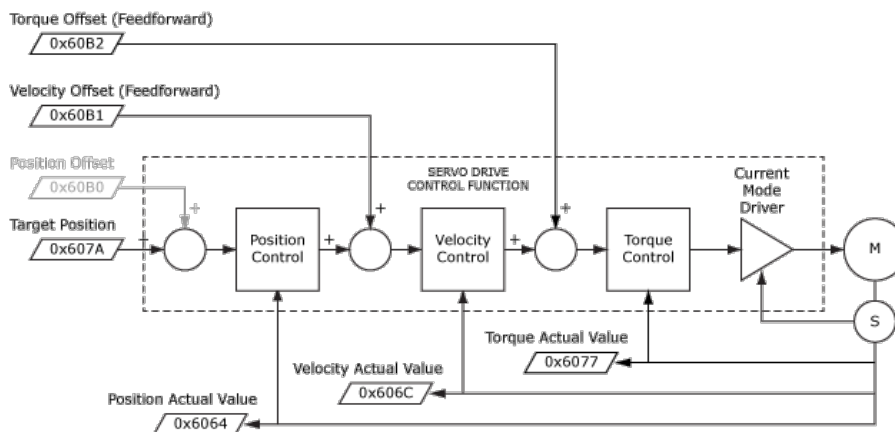 Torque Offset (Feedforward)
0x60B2
Velocity Offset (Feedforward)
0x60B1
Position Offset
0x60B0
Target Position
0x607A
SERVO DRIVE
CONTROL FUNCTION
Current
Mode
Driver
+
+
+
+
+
+
Position
Control
Velocity
Control
Torque
Control
M
S
Torque Actual Value
0x6077
Velocity Actual Value
0x606C
Position Actual Value
0x6064